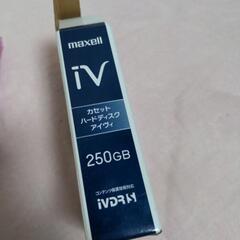 maxell
iV
カセット
ハードディスク
アイヴィ
250GB
コンテンツ保護技術対応
iVDR-S